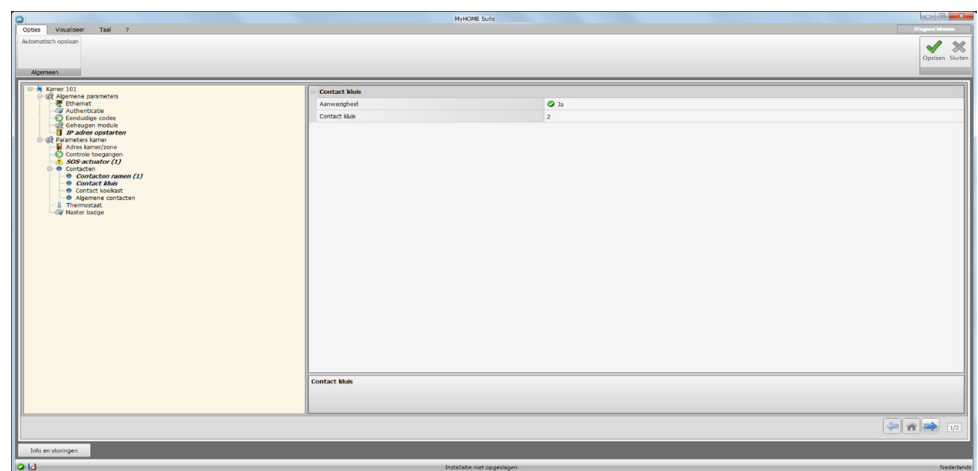 MyHOME Suite
Opties Visualiseer Taal ?
Automatisch opslaan
Opslaan Sluiten
Algemeen
Kamer 101
Algemene parameters
Ethernet
Authenticatie
Eenduidige codes
Geheugen module
IP adres opstarten
Parameters kamer
Adres kamer/zone
Controle toegangen
SOS-actuator (1)
Contacten
Contacten ramen (1)
Contact kluis
Contact koelkast
Algemene contacten
Thermostaat
Master badge
Contact kluis
Aanwezigheid Ja
Contact kluis 2
Contact kluis
1/2
Info en storingen
Installatie niet opgeslagen
Nederlands